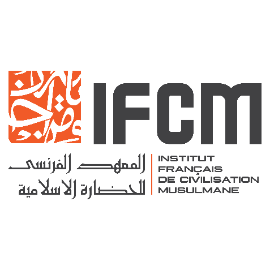 IFCM
المعهد الفرنسي
للحضارة الاسلامية
INSTITUT
FRANÇAIS
DE CIVILISATION
MUSULMANE